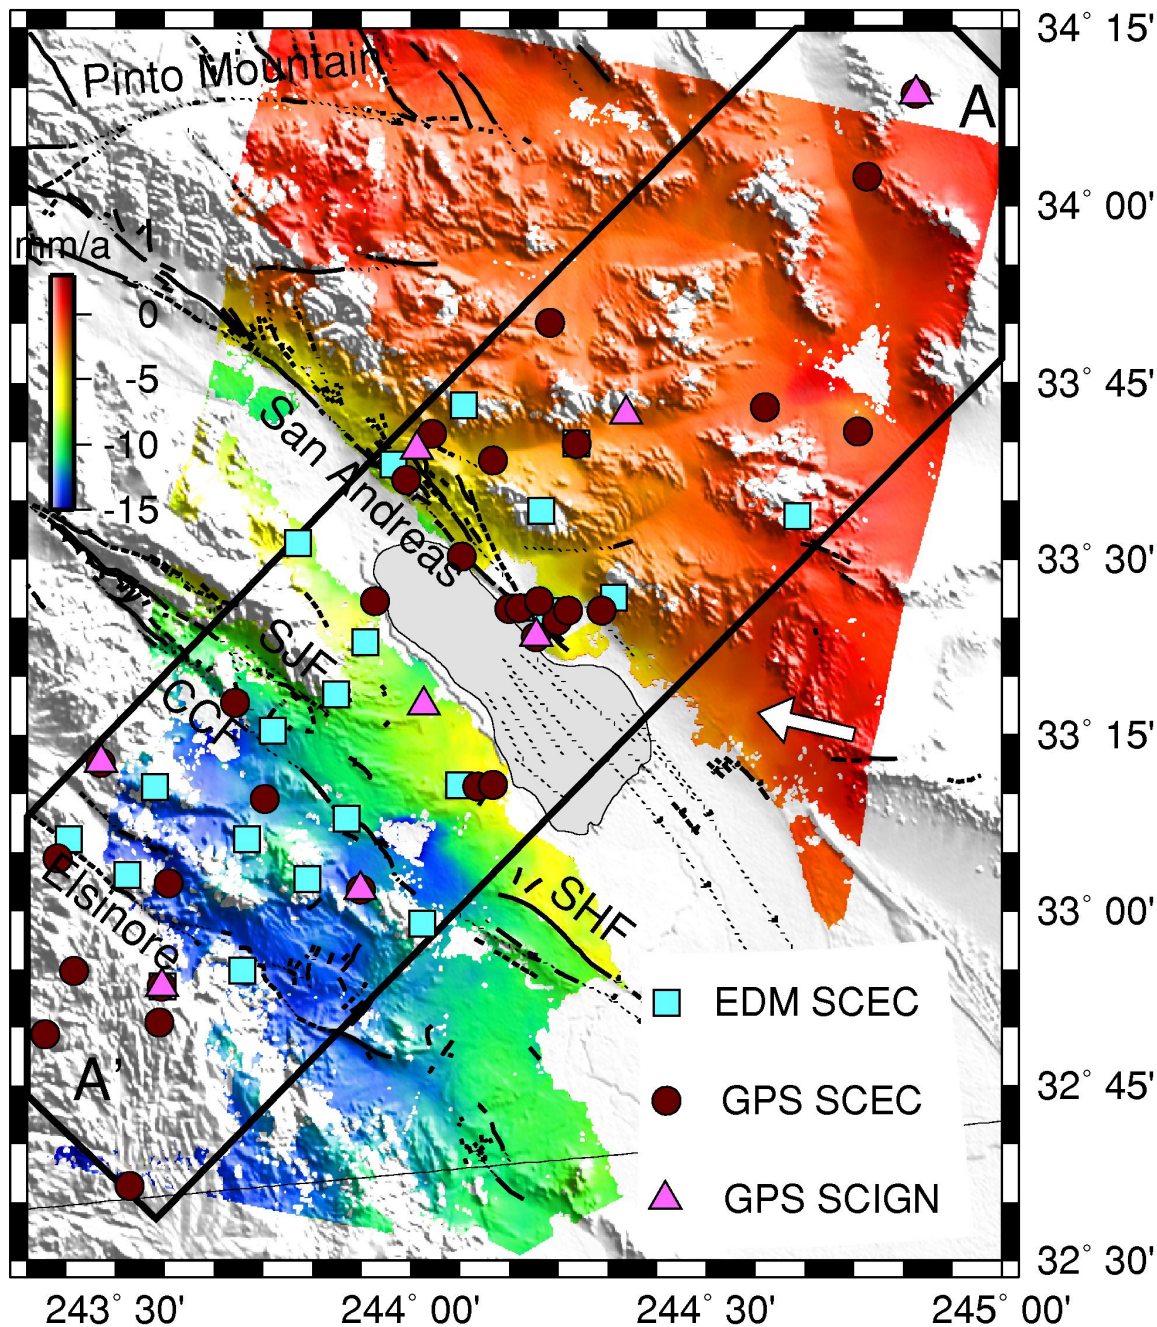 34° 15'
Pinto Mountain
A
34° 00'
mm/a
0
-5
-10
-15
33° 45'
San Andreas
33° 30'
SJF
CCF
33° 15'
Elsinore
SHF
33° 00'
EDM SCEC
A'
GPS SCEC
32° 45'
GPS SCIGN
32° 30'
243° 30'
244° 00'
244° 30'
245° 00'